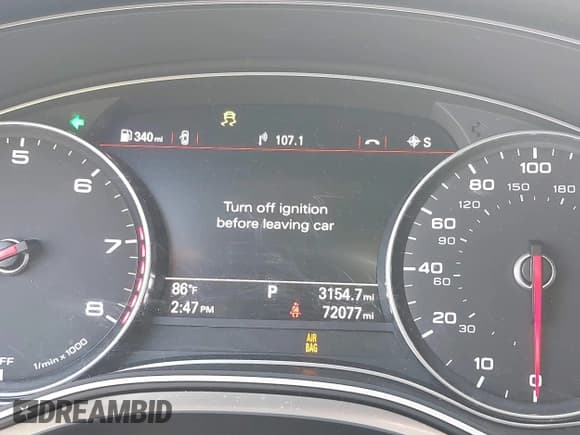 340 mi
107.1
S
Turn off ignition
before leaving car
86°F
P
3154.7 mi
2:47 PM
72077 mi
AIR
BAG
5
6
7
8
1/min x 1000
OFF
0
10
20
30
40
60
60
90
80
120
100
150
180
DREAMBID